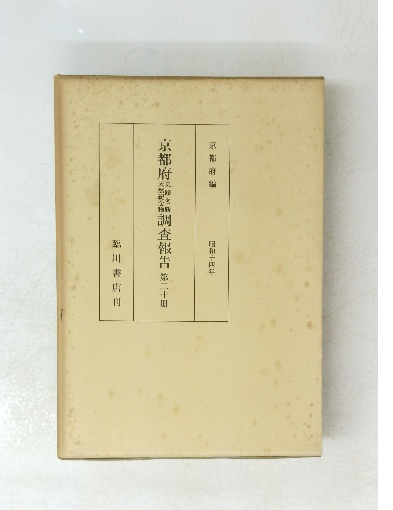 京都府編
昭和十四年
京都府史蹟名勝天然紀念物調査報告 第二十冊
臨川書店刊